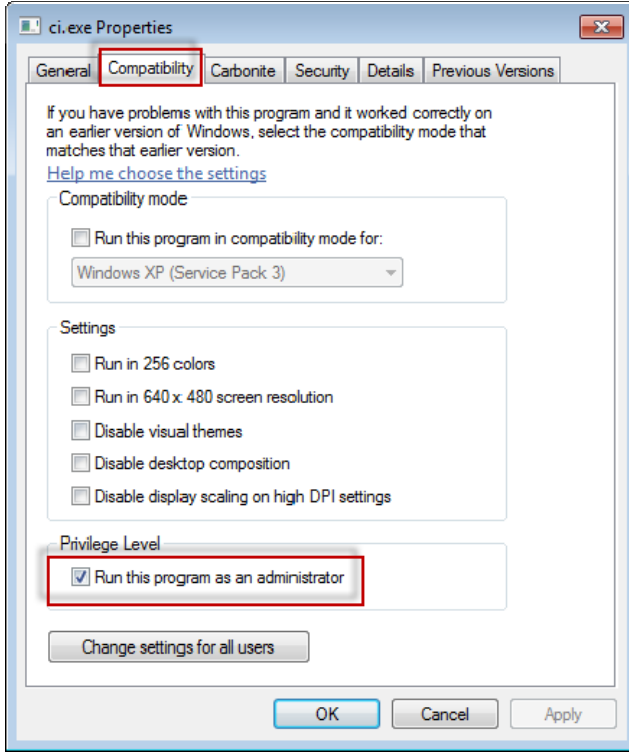 ci.exe Properties
General Compatibility Carbonite Security Details Previous Versions
If you have problems with this program and it worked correctly on
an earlier version of Windows, select the compatibility mode that
matches that earlier version.
Help me choose the settings
Compatibility mode
Run this program in compatibility mode for:
Windows XP (Service Pack 3)
Settings
Run in 256 colors
Run in 640 x 480 screen resolution
Disable visual themes
Disable desktop composition
Disable display scaling on high DPI settings
Privilege Level
Run this program as an administrator
Change settings for all users
OK Cancel Apply